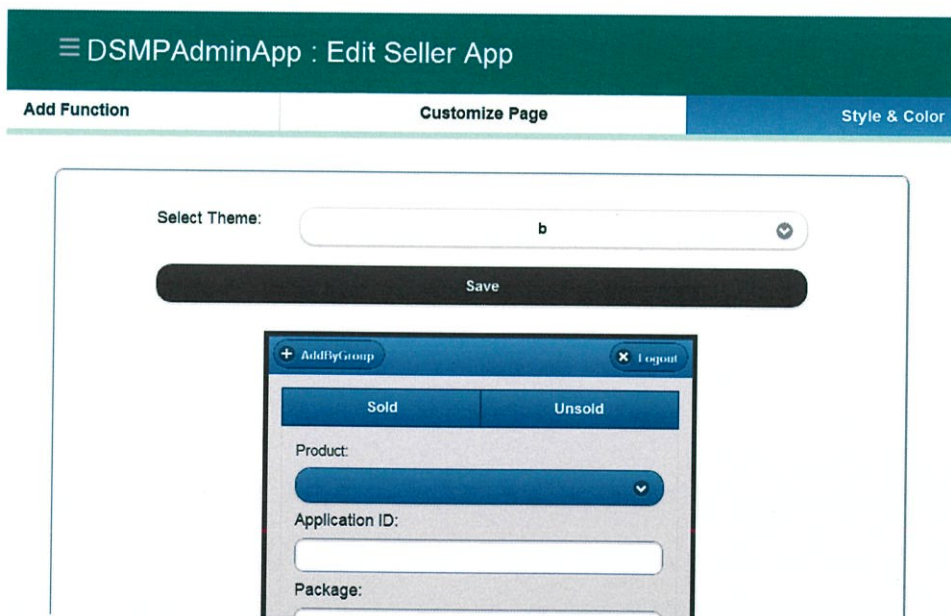 DSMPAdminApp : Edit Seller App
Add Function Customize Page Style & Color
Select Theme: b
Save
AddByGroup Logout
Sold Unsold
Product:
Application ID:
Package: